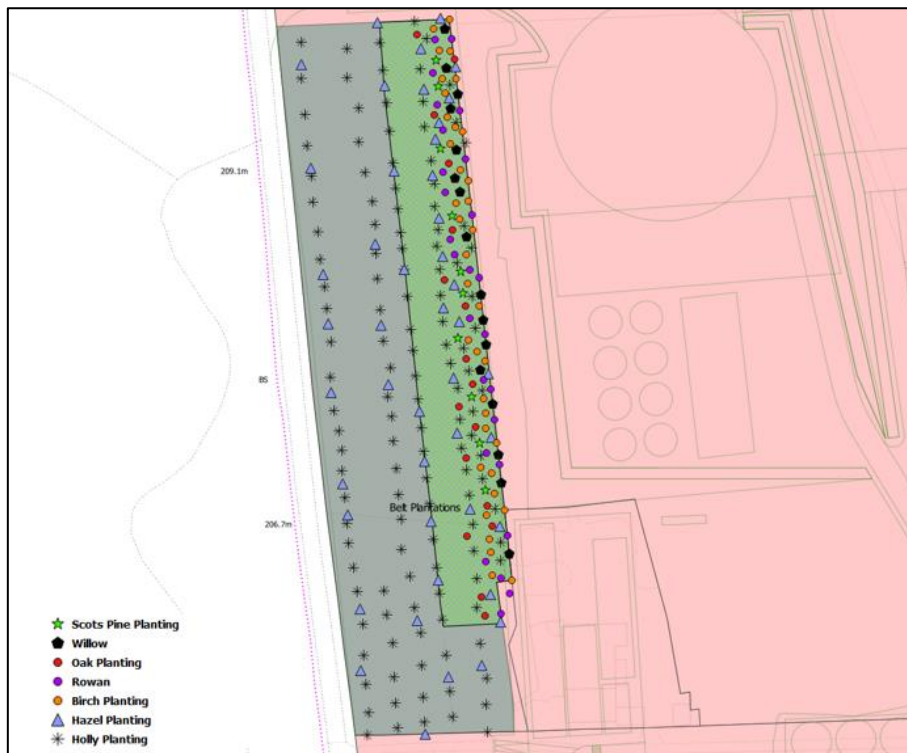 209.1m
BS
Belt Plantations
206.7m
Scots Pine Planting
Willow
Oak Planting
Rowan
Birch Planting
Hazel Planting
Holly Planting